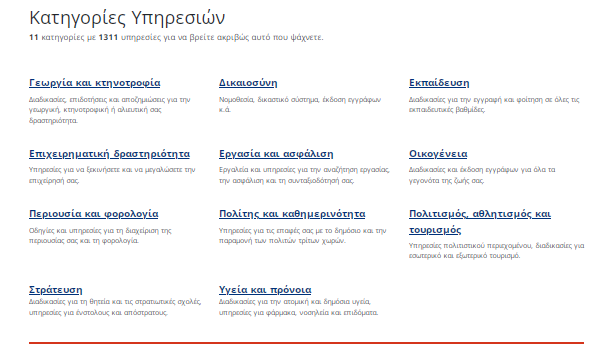 Κατηγορίες Υπηρεσιών
11 κατηγορίες με 1311 υπηρεσίες για να βρείτε ακριβώς αυτό που ψάχνετε.
Γεωργία και κτηνοτροφία
Διαδικασίες, επιδοτήσεις και αποζημιώσεις για την
γεωργική, κτηνοτροφική ή αλιευτική σας
δραστηριότητα.
Δικαιοσύνη
Νομοθεσία, δικαστικό σύστημα, έκδοση εγγράφων
κ.ά.
Εκπαίδευση
Διαδικασίες για την εγγραφή και φοίτηση σε όλες τις
εκπαιδευτικές βαθμίδες.
Επιχειρηματική δραστηριότητα
Υπηρεσίες για να ξεκινήσετε και να μεγαλώσετε την
επιχείρησή σας.
Εργασία και ασφάλιση
Εργαλεία και υπηρεσίες για την αναζήτηση εργασίας,
την ασφάλιση και τη συνταξιοδότησή σας.
Οικογένεια
Διαδικασίες και έκδοση εγγράφων για όλα τα
γεγονότα της ζωής σας.
Περιουσία και φορολογία
Οδηγίες και υπηρεσίες για τη διαχείριση της
περιουσίας σας και τη φορολογία.
Πολίτης και καθημερινότητα
Υπηρεσίες για τις επαφές σας με το δημόσιο και την
παραμονή των πολιτών τρίτων χωρών.
Πολιτισμός, αθλητισμός και
τουρισμός
Υπηρεσίες πολιτιστικού περιεχομένου, διαδικασίες για
εσωτερικό και εξωτερικό τουρισμό.
Στράτευση
Διαδικασίες για τη θητεία και τις στρατιωτικές σχολές,
υπηρεσίες για ένστολους και απόστρατους.
Υγεία και πρόνοια
Διαδικασίες για την ατομική και δημόσια υγεία,
υπηρεσίες για φάρμακα, νοσηλεία και επιδόματα.